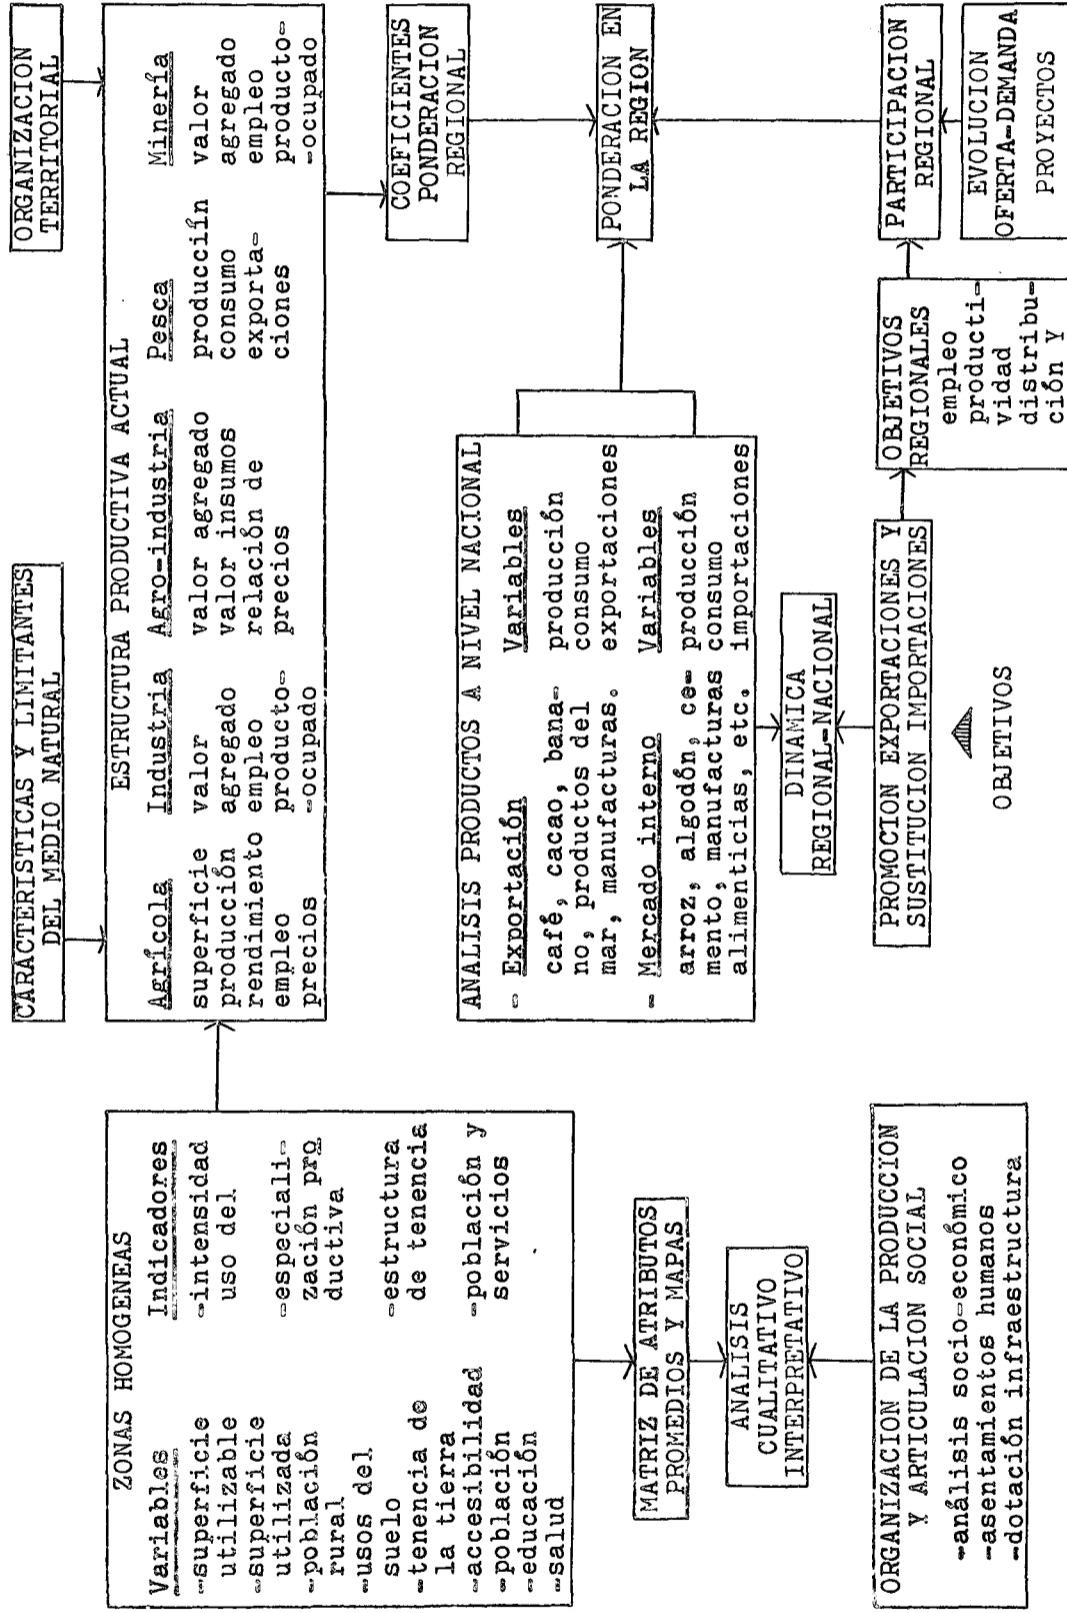 CARACTERISTICAS Y LIMITANTES
DEL MEDIO NATURAL
ORGANIZACION
TERRITORIAL
ZONAS HOMOGENEAS
Variables
-superficie
utilizable
-superficie
utilizada
-población
rural
-usos del
suelo
-tenencia de
la tierra
-accesibilidad
-población
-educación
-salud
Indicadores
-intensidad
uso del
-especiali-
zación pro
ductiva
-estructura
de tenencia
-población y
servicios
ESTRUCTURA PRODUCTIVA ACTUAL
Agrícola
superficie
producción
rendimiento
empleo
precios
Industria
valor
agregado
empleo
producto-
-ocupado
Agro-industria
valor agregado
valor insumos
relación de
precios
Pesca
producciín
consumo
exporta-
ciones
Minería
valor
agregado
empleo
producto-
-ocupado
COEFICIENTES
PONDERACION
REGIONAL
MATRIZ DE ATRIBUTOS
PROMEDIOS Y MAPAS
ANALISIS
CUALITATIVO
INTERPRETATIVO
ORGANIZACION DE LA PRODUCCION
Y ARTICULACION SOCIAL
-análisis socio-económico
-asentamientos humanos
-dotación infraestructura
ANALISIS PRODUCTOS A NIVEL NACIONAL
- Exportación
café, cacao, bana-
no, productos del
mar, manufacturas.
Variables
producción
consumo
exportaciones
- Mercado interno
arroz, algodón, ce-
mento, manufacturas
alimenticias, etc.
Variables
producción
consumo
importaciones
PONDERACION EN
LA REGION
DINAMICA
REGIONAL-NACIONAL
PROMOCION EXPORTACIONES Y
SUSTITUCION IMPORTACIONES
OBJETIVOS
OBJETIVOS
REGIONALES
empleo
producti-
vidad
distribu-
ción Y
PARTICIPACION
REGIONAL
EVOLUCION
OFERTA-DEMANDA
PROYECTOS